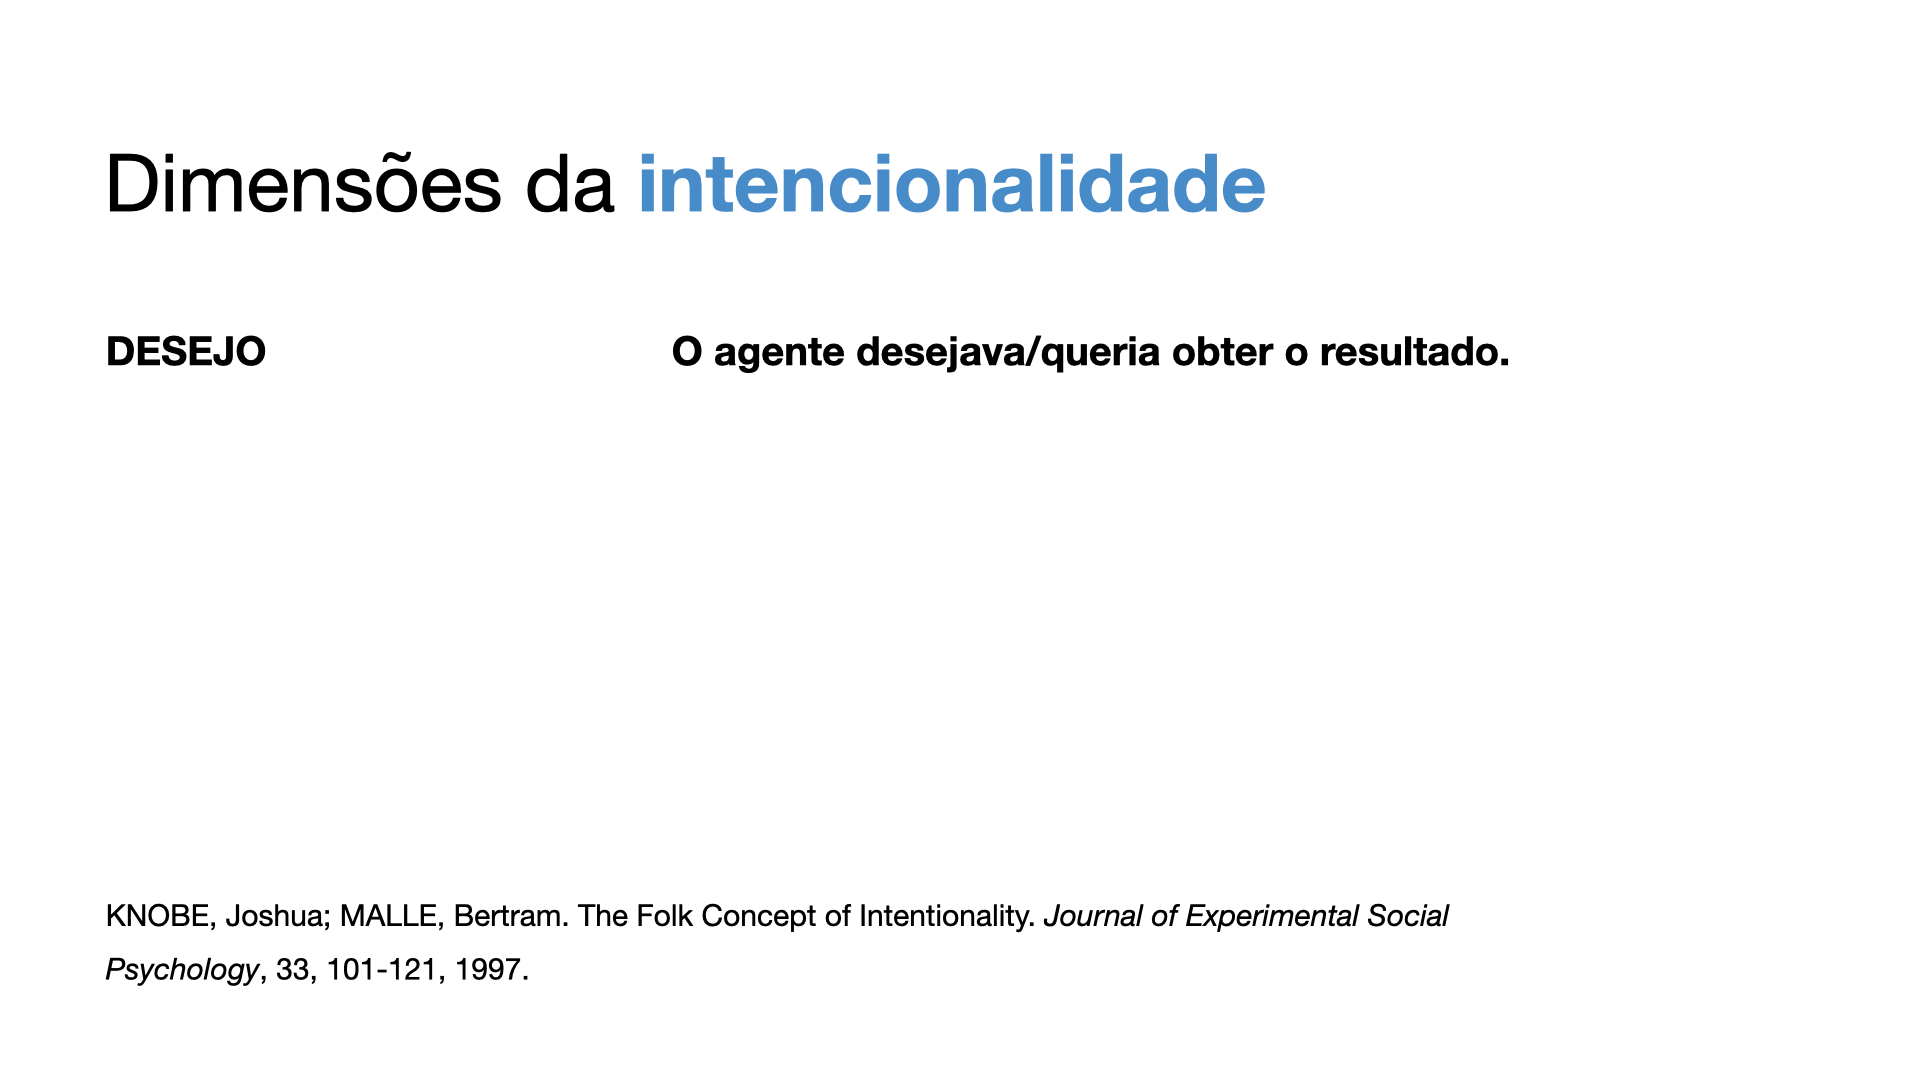 Dimensões da intencionalidade
DESEJO
O agente desejava/queria obter o resultado.
KNOBE, Joshua; MALLE, Bertram. The Folk Concept of Intentionality. Journal of Experimental Social
Psychology, 33, 101-121, 1997.